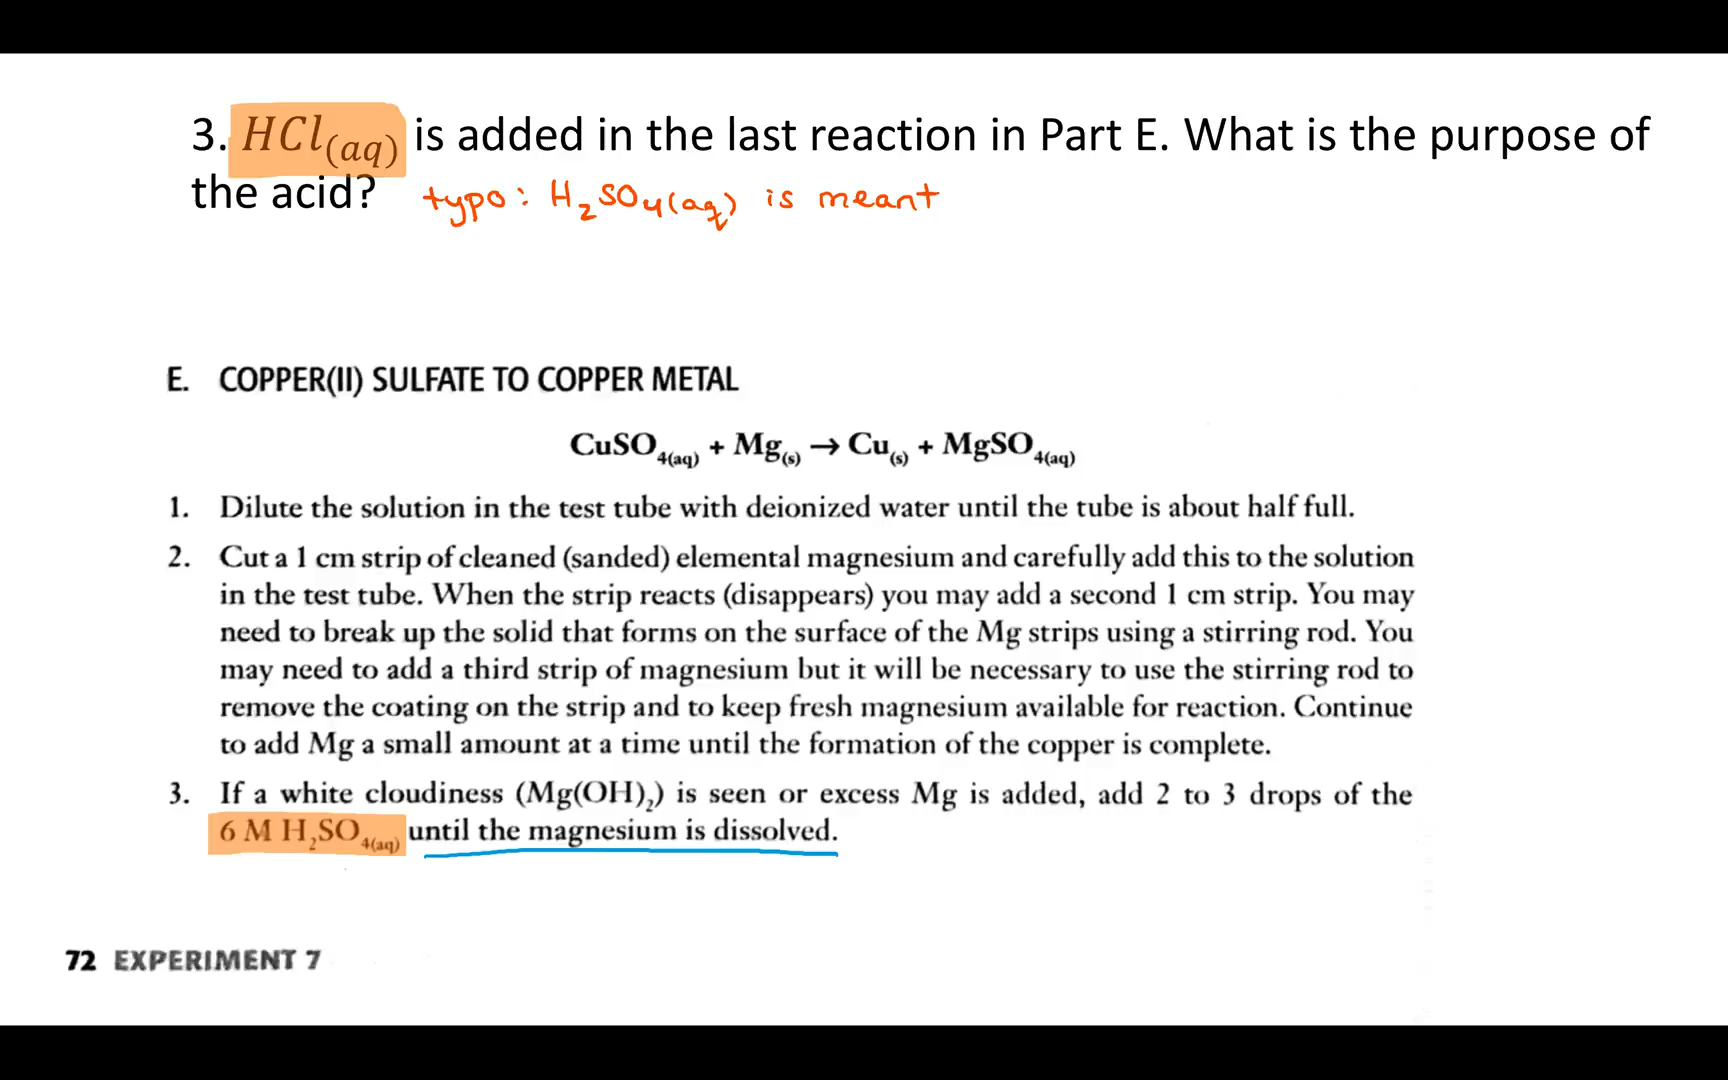 3. HCl(aq) is added in the last reaction in Part E. What is the purpose of
the acid? typo: H₂SO₄(aq) is meant
E. COPPER(II) SULFATE TO COPPER METAL
CuSO₄(aq) + Mg(s) → Cu(s) + MgSO₄(aq)
1. Dilute the solution in the test tube with deionized water until the tube is about half full.
2. Cut a 1 cm strip of cleaned (sanded) elemental magnesium and carefully add this to the solution
in the test tube. When the strip reacts (disappears) you may add a second 1 cm strip. You may
need to break up the solid that forms on the surface of the Mg strips using a stirring rod. You
may need to add a third strip of magnesium but it will be necessary to use the stirring rod to
remove the coating on the strip and to keep fresh magnesium available for reaction. Continue
to add Mg a small amount at a time until the formation of the copper is complete.
3. If a white cloudiness (Mg(OH)₂) is seen or excess Mg is added, add 2 to 3 drops of the
6 M H₂SO₄(aq) until the magnesium is dissolved.
72 EXPERIMENT 7